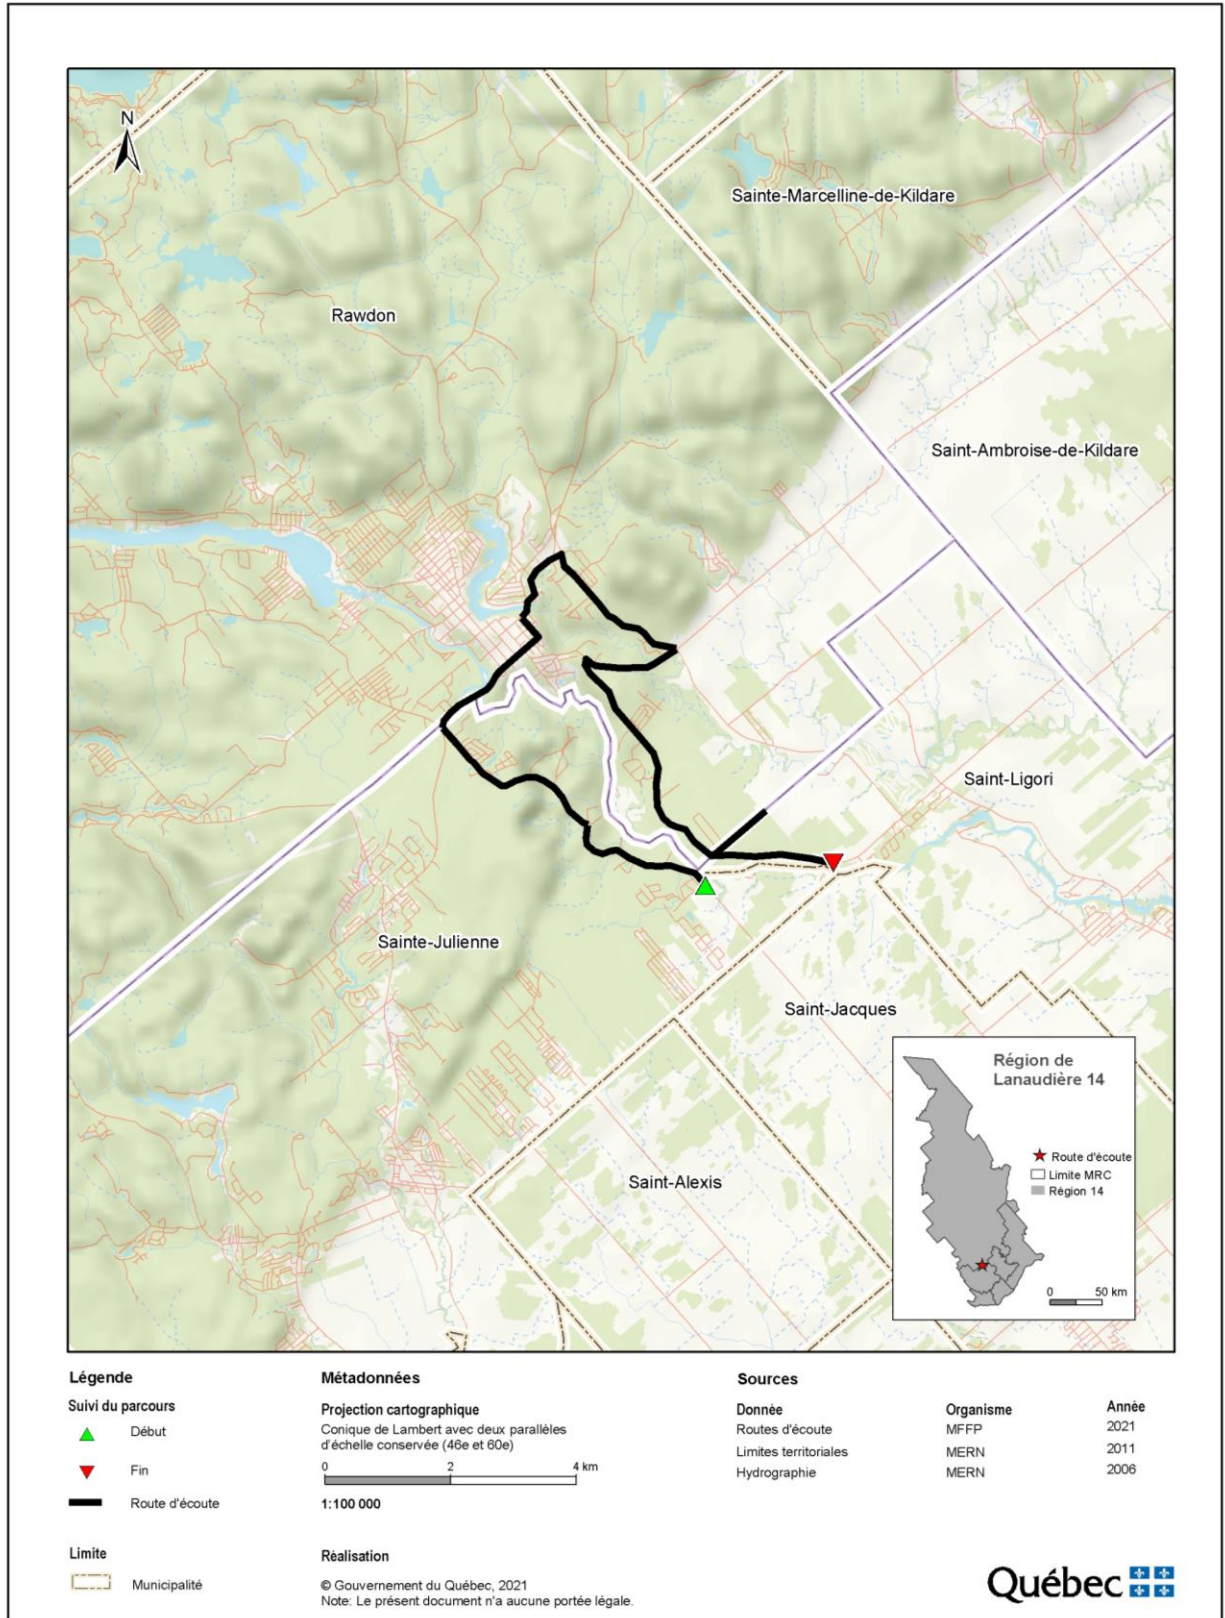 N
Sainte-Marcelline-de-Kildare
Rawdon
Saint-Ambroise-de-Kildare
Saint-Ligori
Sainte-Julienne
Saint-Jacques
Saint-Alexis
Région de
Lanaudière 14
Route d'écoute
Limite MRC
Région 14
0 50 km
Légende
Suivi du parcours
Début
Fin
Route d'écoute
Limite
Municipalité
Métadonnées
Projection cartographique
Conique de Lambert avec deux parallèles
d'échelle conservée (46e et 60e)
0 2 4 km
1:100 000
Réalisation
© Gouvernement du Québec, 2021
Note: Le présent document n'a aucune portée légale.
Sources
Donnée Organisme Année
Routes d'écoute MFFP 2021
Limites territoriales MERN 2011
Hydrographie MERN 2006
Québec